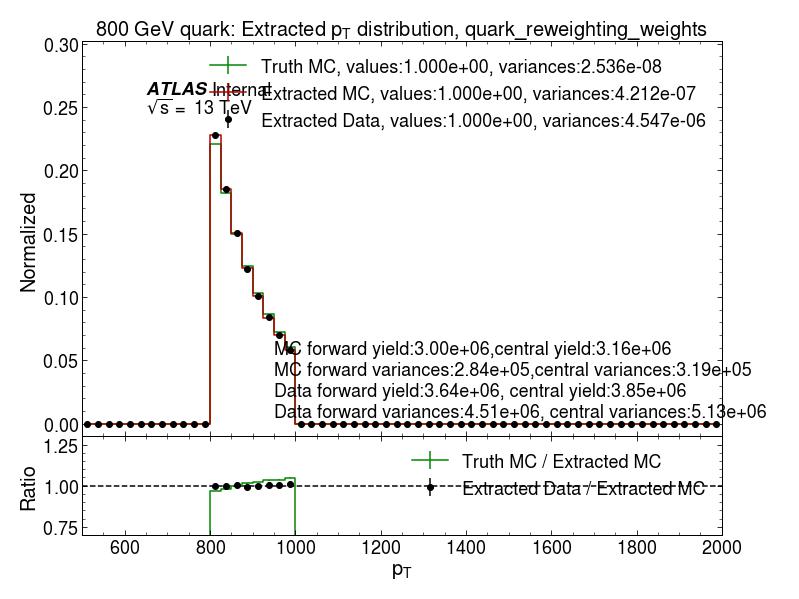 800 GeV quark: Extracted pT distribution, quark_reweighting_weights
Truth MC, values:1.000e+00, variances:2.536e-08
ATLAS Internal
Extracted MC, values:1.000e+00, variances:4.212e-07
√s = 13 TeV
Extracted Data, values:1.000e+00, variances:4.547e-06
0.30
0.25
0.20
0.15
0.10
0.05
0.00
Normalized
MC forward yield:3.00e+06,central yield:3.16e+06
MC forward variances:2.84e+05,central variances:3.19e+05
Data forward yield:3.64e+06, central yield:3.85e+06
Data forward variances:4.51e+06, central variances:5.13e+06
1.25
1.00
0.75
Ratio
Truth MC / Extracted MC
Extracted Data / Extracted MC
600 800 1000 1200 1400 1600 1800 2000
pT